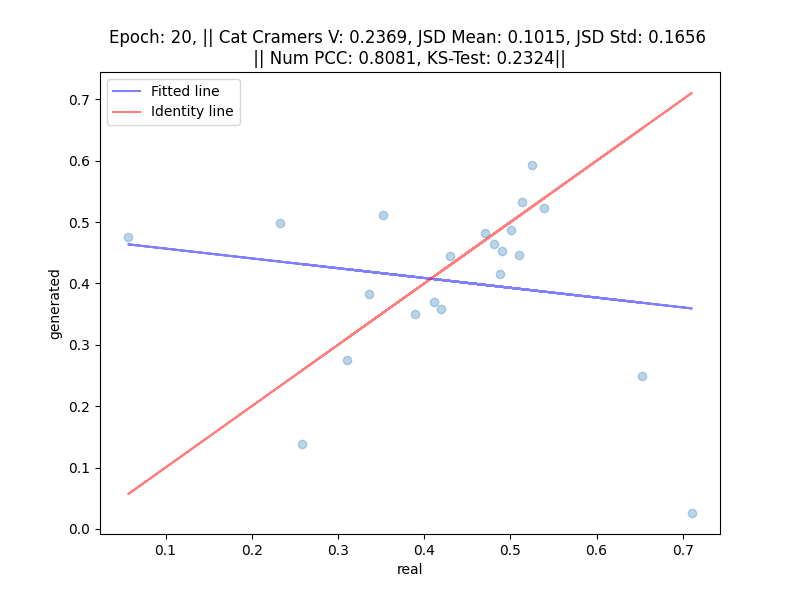 Epoch: 20, || Cat Cramers V: 0.2369, JSD Mean: 0.1015, JSD Std: 0.1656
|| Num PCC: 0.8081, KS-Test: 0.2324||
Fitted line
Identity line
0.7
0.6
0.5
0.4
0.3
0.2
0.1
0.0
generated
0.1 0.2 0.3 0.4 0.5 0.6 0.7
real